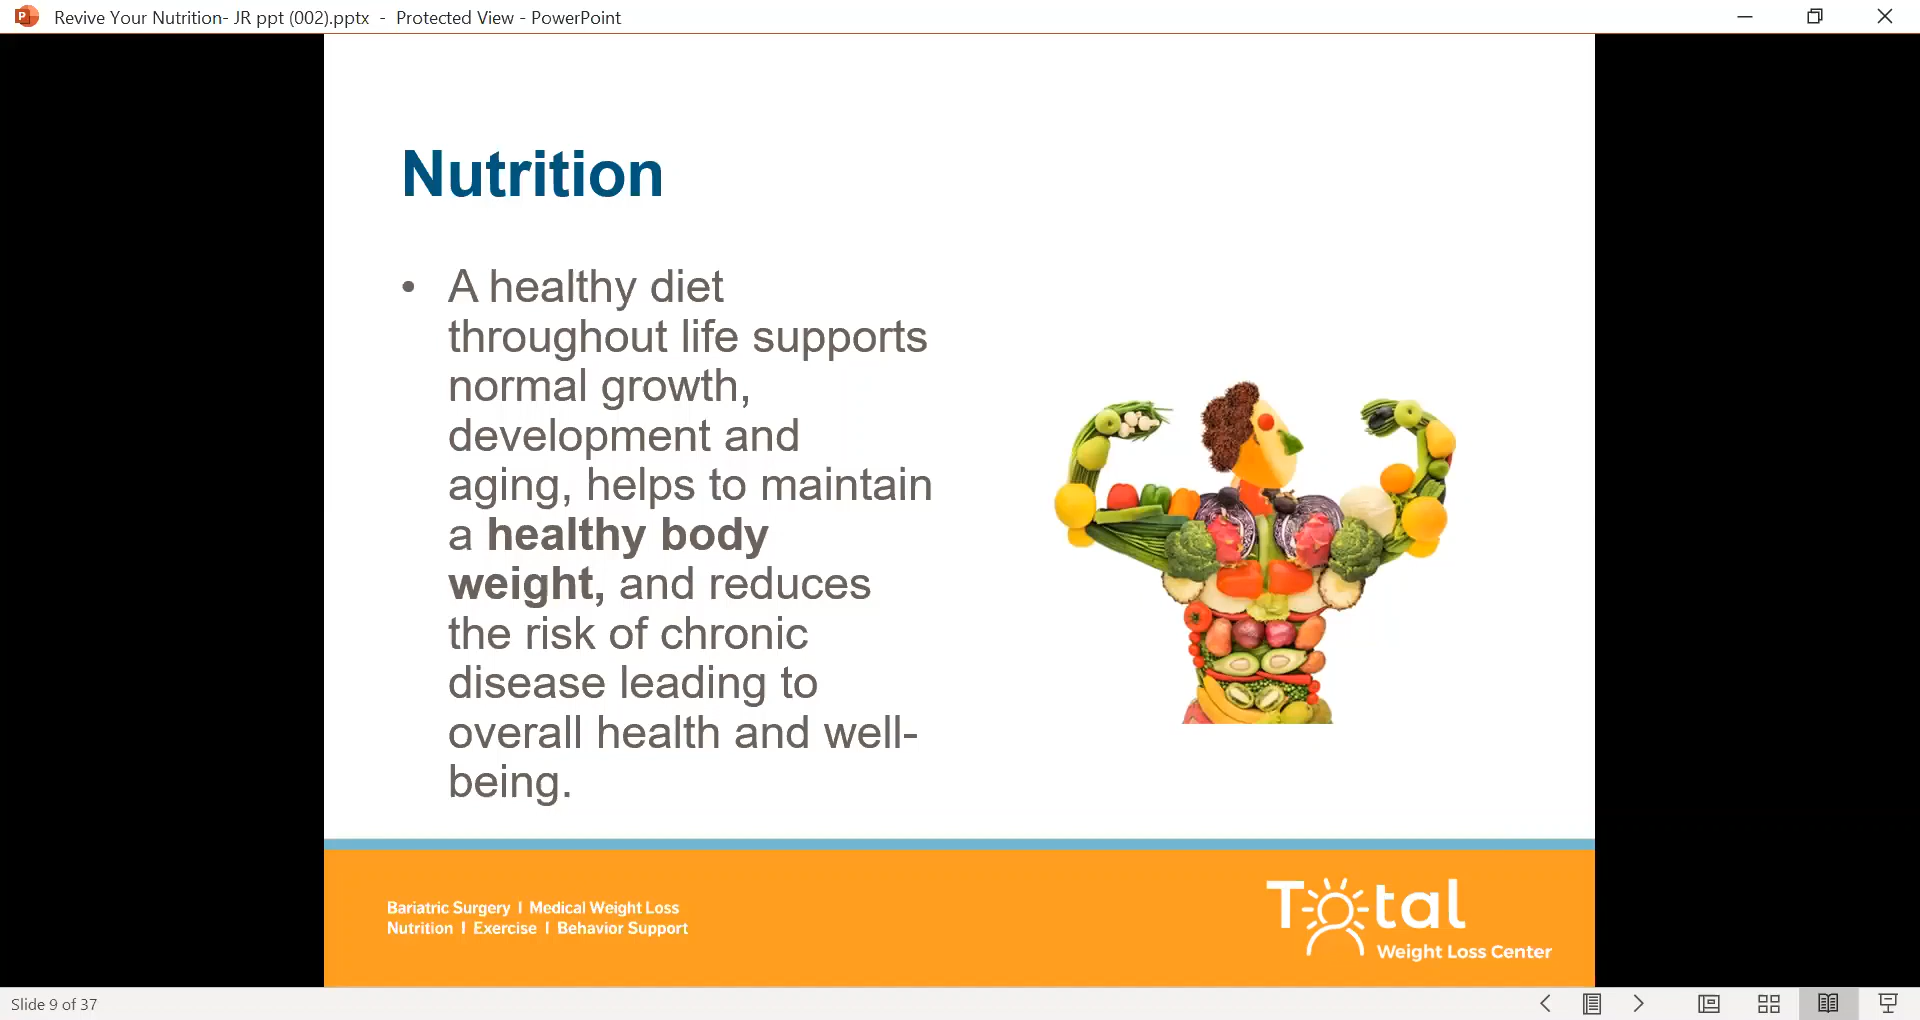 Revive Your Nutrition- JR ppt (002).pptx - Protected View - PowerPoint
Nutrition
• A healthy diet
throughout life supports
normal growth,
development and
aging, helps to maintain
a healthy body
weight, and reduces
the risk of chronic
disease leading to
overall health and well-
being.
Bariatric Surgery | Medical Weight Loss
Nutrition | Exercise | Behavior Support
Total
Weight Loss Center
Slide 9 of 37